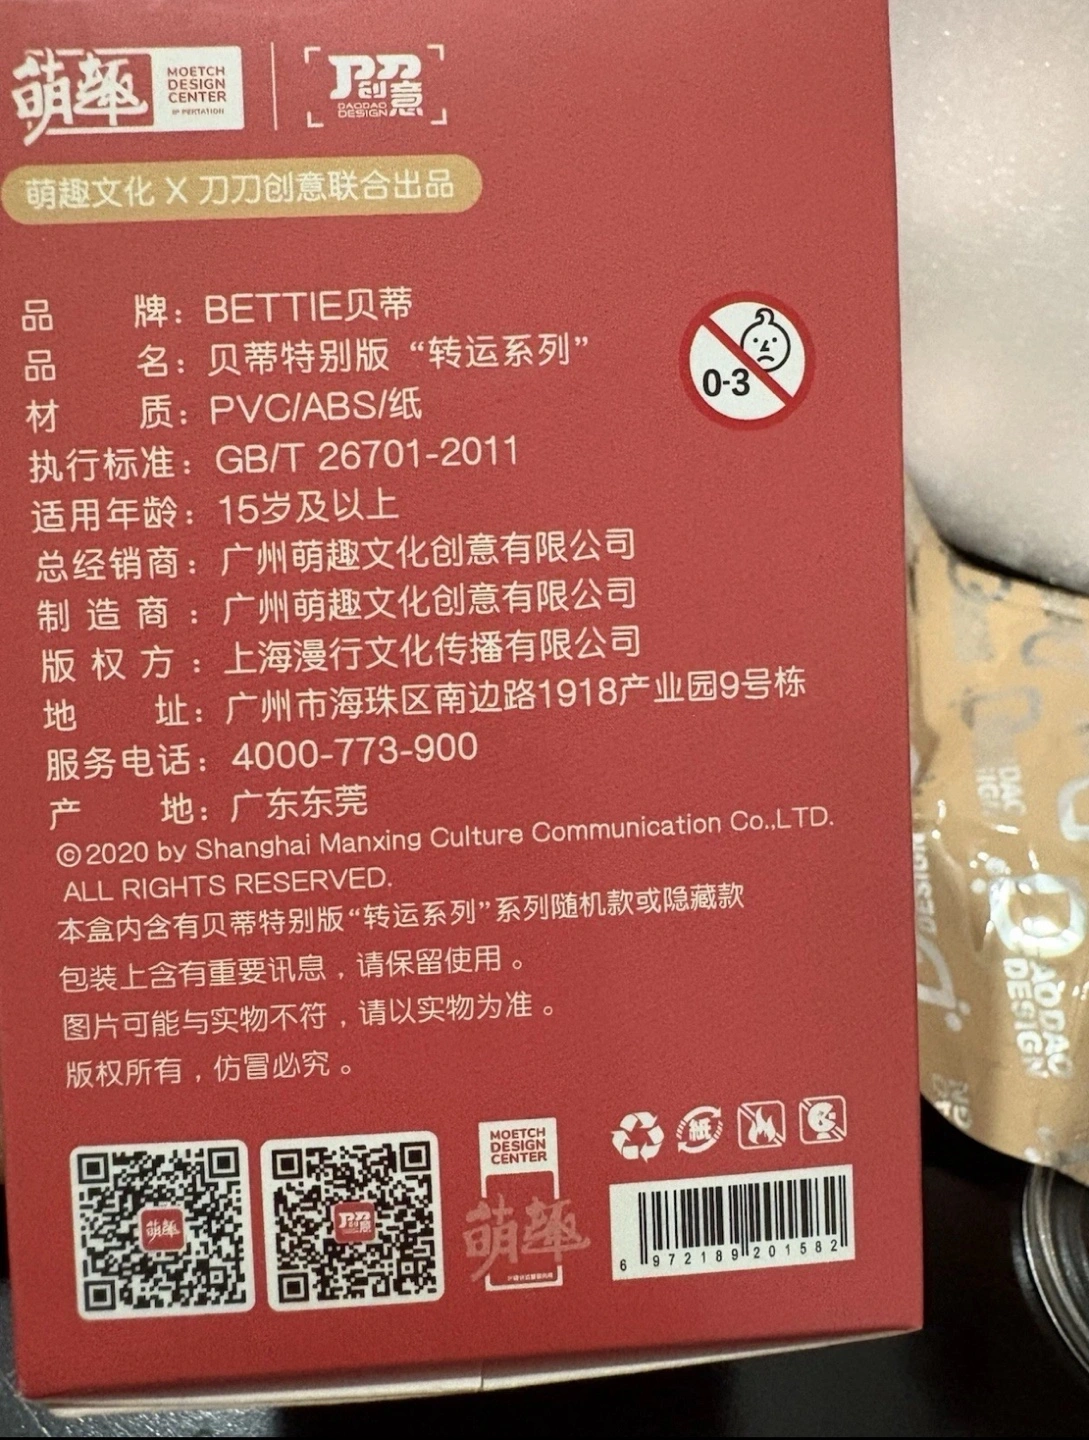 萌趣
MOETCH
DESIGN
CENTER
刀刀创意
DAODAO
DESIGN
萌趣文化 X 刀刀创意联合出品
品 牌：BETTIE贝蒂
品 名：贝蒂特别版“转运系列”
材 质：PVC/ABS/纸
执行标准：GB/T 26701-2011
适用年龄：15岁及以上
总经销商：广州萌趣文化创意有限公司
制造商：广州萌趣文化创意有限公司
版权方：上海漫行文化传播有限公司
地 址：广州市海珠区南边路1918产业园9号栋
服务电话：4000-773-900
产 地：广东东莞
0-3
©2020 by Shanghai Manxing Culture Communication Co.,LTD.
ALL RIGHTS RESERVED.
本盒内含有贝蒂特别版“转运系列”系列随机款或隐藏款
包装上含有重要讯息，请保留使用。
图片可能与实物不符，请以实物为准。
版权所有，仿冒必究。
萌趣
刀刀创意
MOETCH
DESIGN
CENTER
萌趣
紙
6 972189 201582
DAODAO
DESIGN